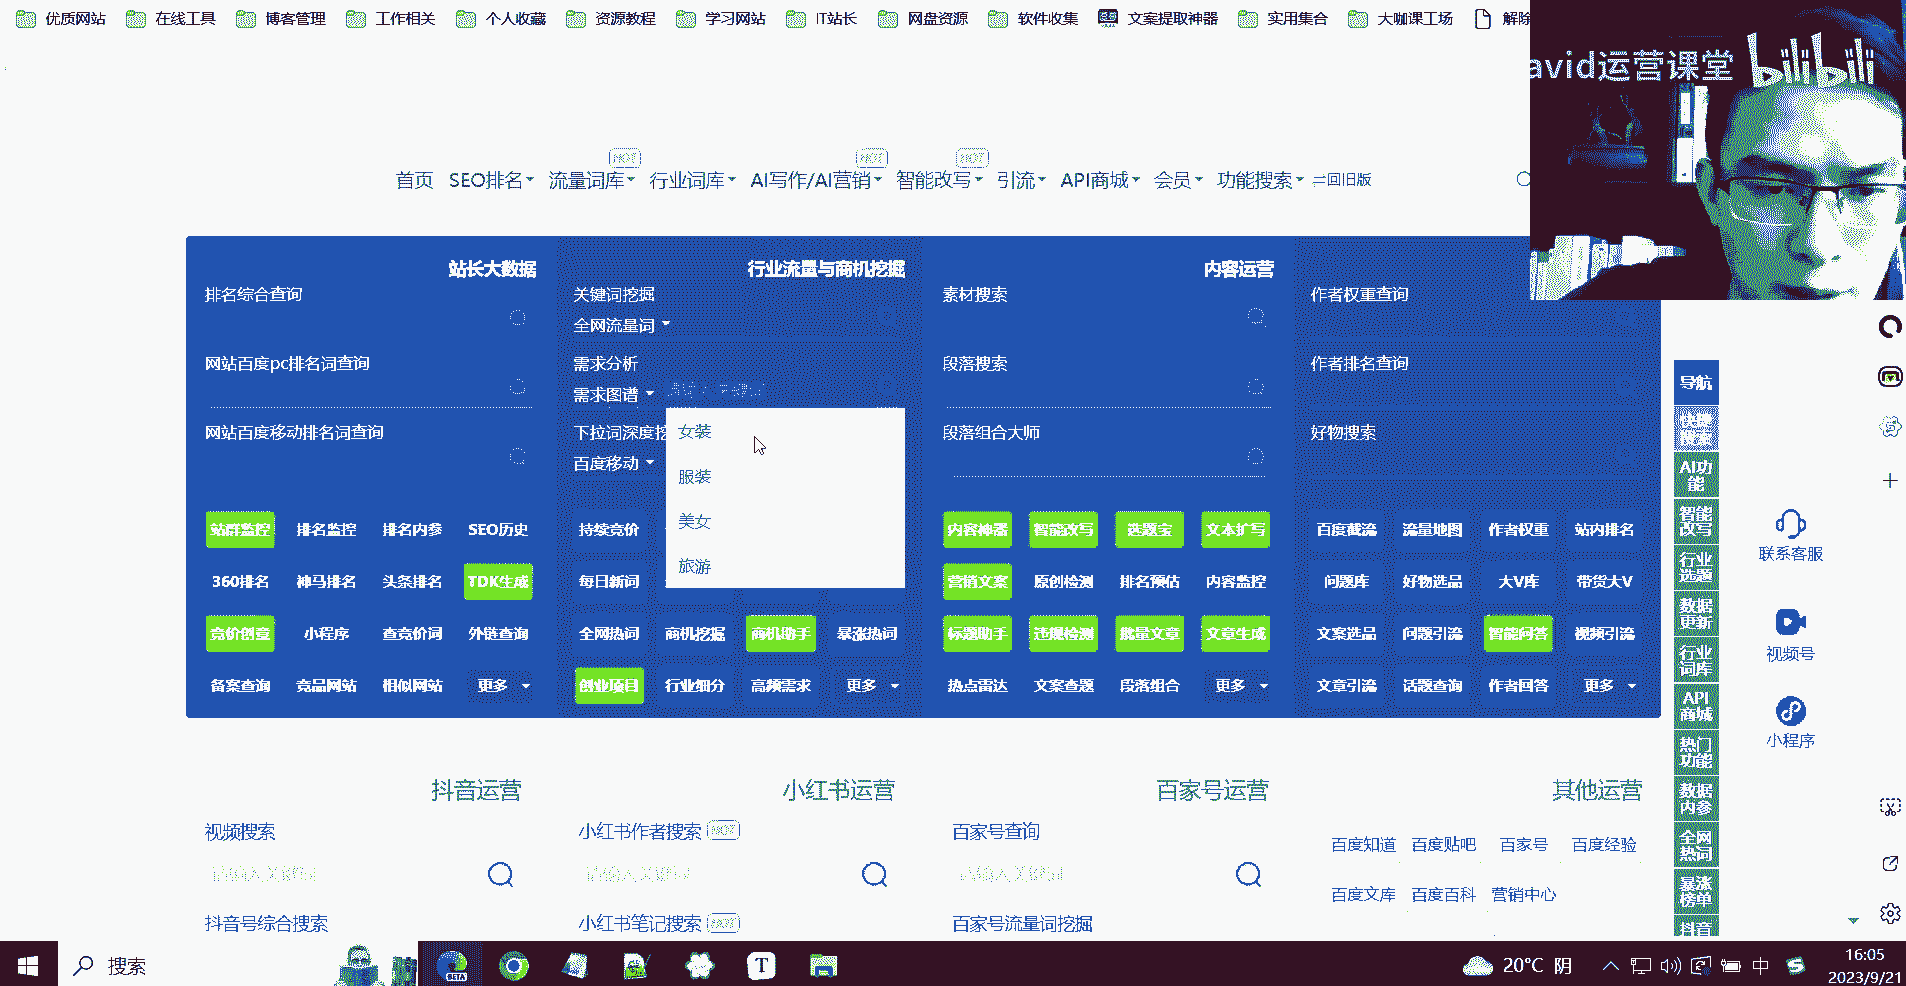 优质网站 在线工具 博客管理 工作相关 个人收藏 资源教程 学习网站 IT站长 网盘资源 软件收集 文案提取神器 实用集合 大咖课工场 解除
avid运营课堂 bilibili
HOT HOT HOT
首页 SEO排名 流量词库 行业词库 AI写作/AI营销 智能改写 引流 API商城 会员 功能搜索 回旧版
站长大数据 行业流量与商机挖掘 内容运营
排名综合查询 关键词挖掘 素材搜索 作者权重查询
全网流量词
网站百度pc排名词查询 需求分析 段落搜索 作者排名查询
需求图谱
网站百度移动排名词查询 下拉词深度挖 女装 段落组合大师 好物搜索
百度移动 服装
美女
旅游
站群监控 排名监控 排名内参 SEO历史 持续竞价 内容神器 智能改写 选题宝 文本扩写 百度截流 流量地图 作者权重 站内排名
360排名 神马排名 头条排名 TDK生成 每日新词 营销文案 原创检测 排名预估 内容监控 问题库 好物选品 大V库 带货大V
竞价创意 小程序 查竞价词 外链查询 全网热词 商机挖掘 商机助手 暴涨热词 标题助手 违规检测 批量文章 文章生成 文案选品 问题引流 智能问答 视频引流
备案查询 竞品网站 相似网站 更多 创业项目 行业细分 高频需求 更多 热点雷达 文案查题 段落组合 更多 文章引流 话题查询 作者回答 更多
导航
快捷搜索
AI功能
智能改写
行业选题
数据更新
行业词库
API商城
热门功能
数据内参
全网热词
暴涨榜单
抖音
联系客服
视频号
小程序
抖音运营 小红书运营 百家号运营 其他运营
视频搜索 小红书作者搜索 HOT 百家号查询 百度知道 百度贴吧 百家号 百度经验
百度文库 百度百科 营销中心
抖音号综合搜索 小红书笔记搜索 HOT 百家号流量词挖掘
搜索 BETA T 20°C 阴 中 16:05
2023/9/21